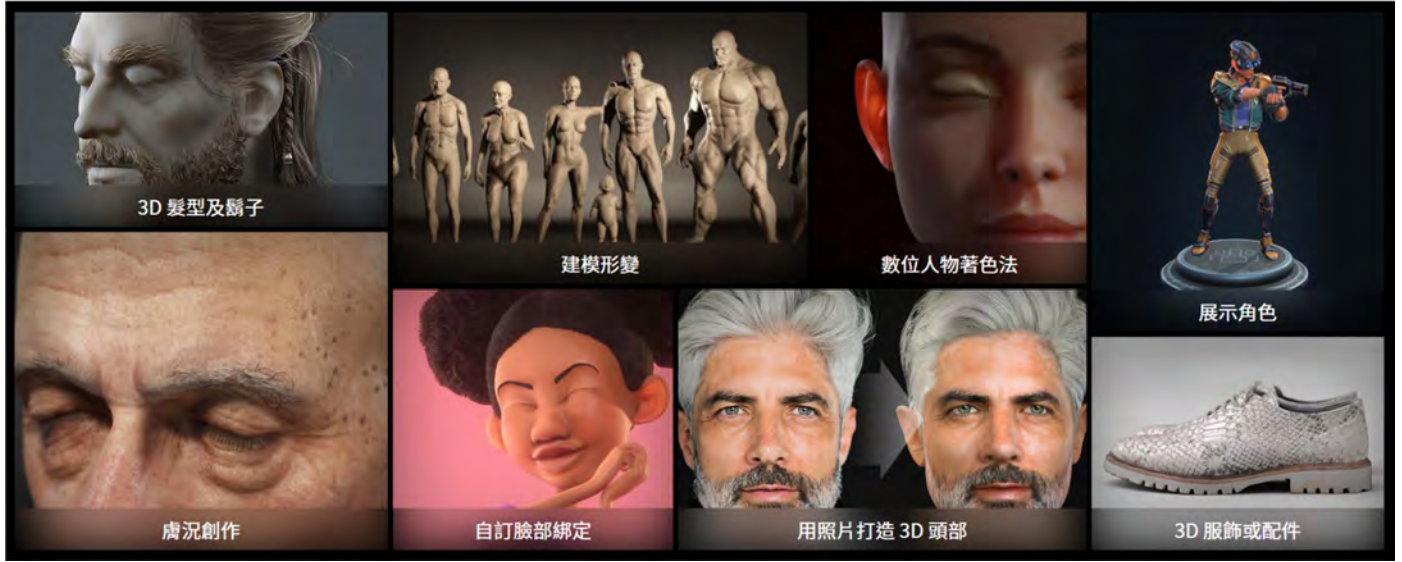 3D 髮型及鬍子
建模形變
數位人物著色法
展示角色
膚況創作
自訂臉部綁定
用照片打造 3D 頭部
3D 服飾或配件